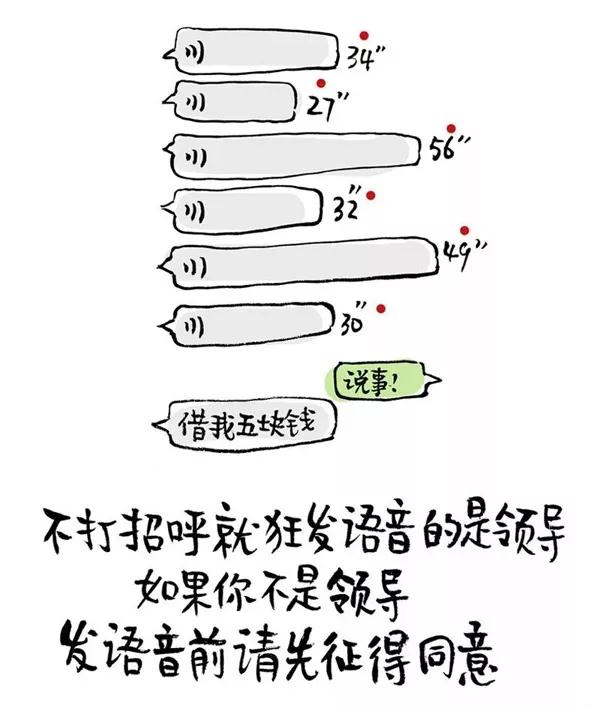 34"
27"
56"
32"
49"
30"
说事!
借我五块钱
不打招呼就狂发语音的是领导
如果你不是领导
发语音前请先征得同意